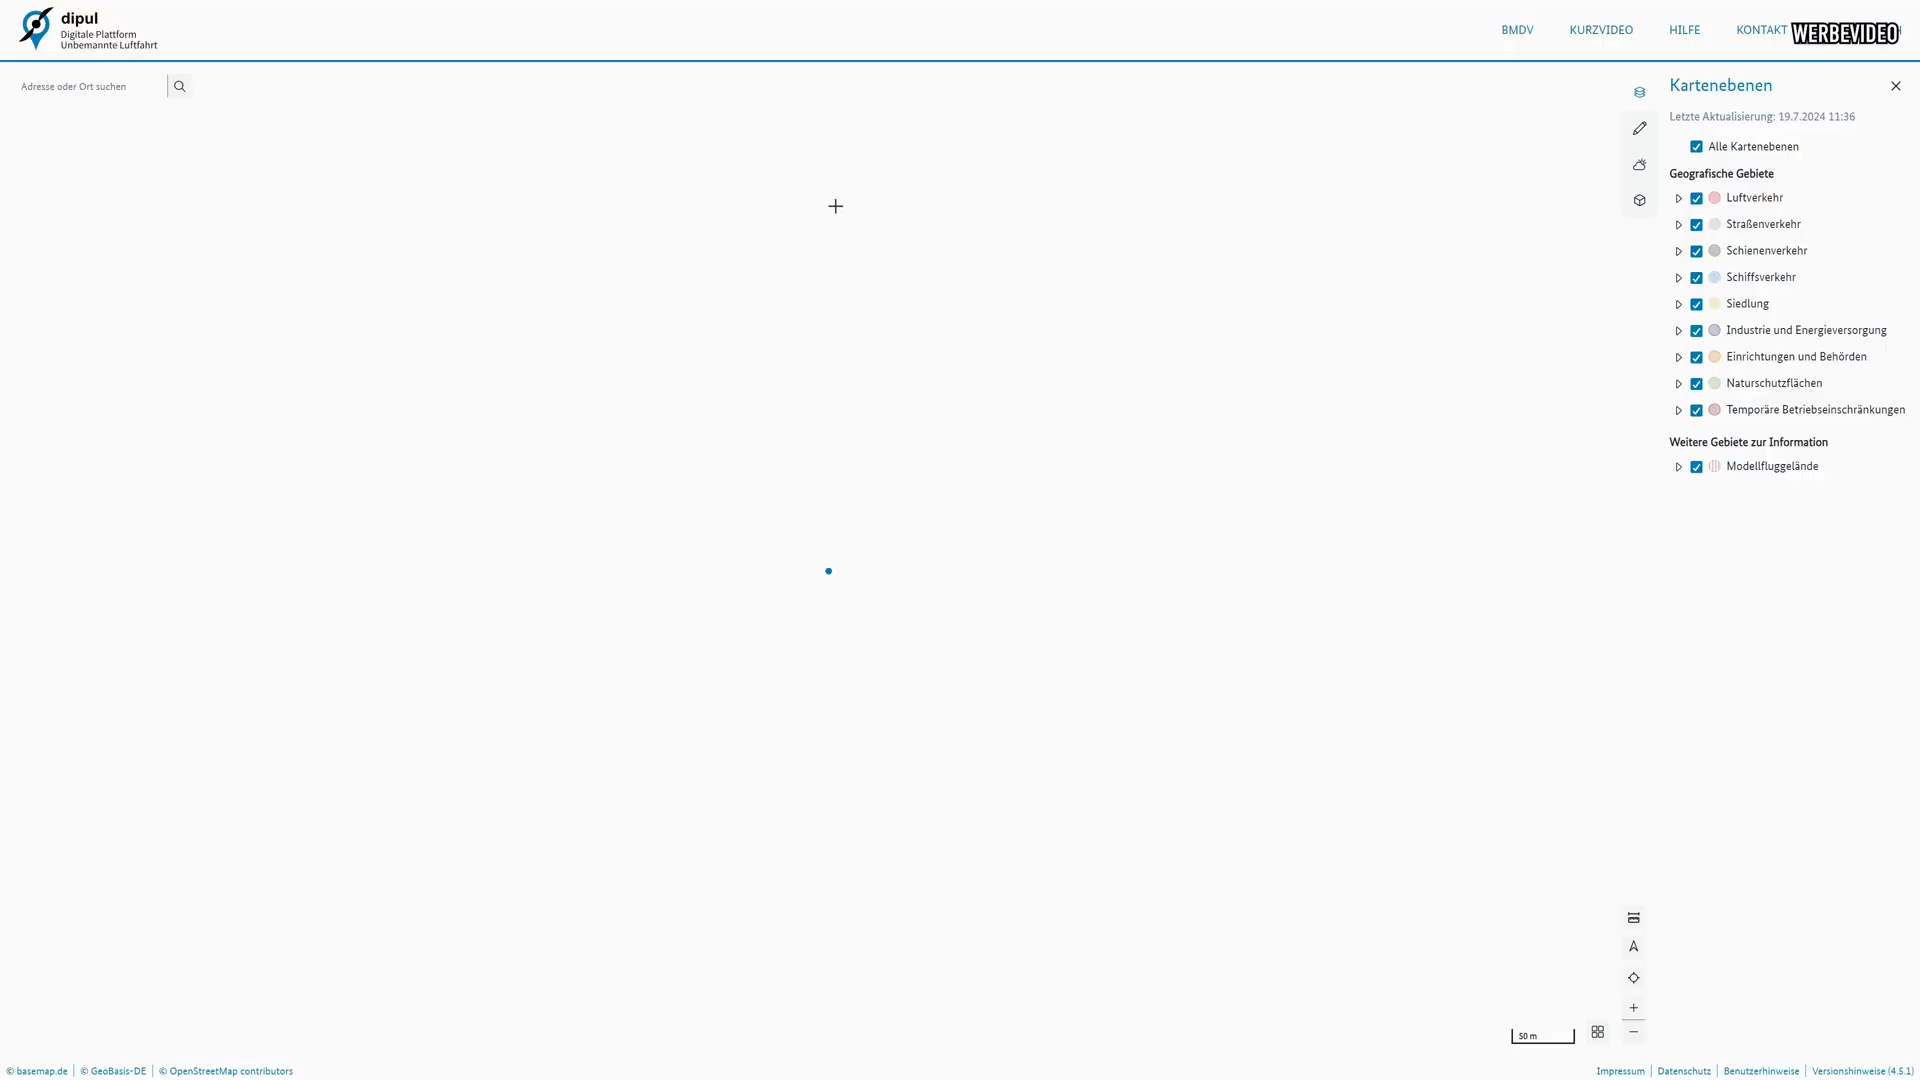 dipul
Digitale Plattform
Unbemannte Luftfahrt
BMDV
KURZVIDEO
HILFE
KONTAKT
WERBEVIDEO
Adresse oder Ort suchen
Kartenebenen
Letzte Aktualisierung: 19.7.2024 11:36
Alle Kartenebenen
Geografische Gebiete
Luftverkehr
Straßenverkehr
Schienenverkehr
Schiffsverkehr
Siedlung
Industrie und Energieversorgung
Einrichtungen und Behörden
Naturschutzflächen
Temporäre Betriebseinschränkungen
Weitere Gebiete zur Information
Modellfluggelände
50 m
© basemap.de
© GeoBasis-DE
© OpenStreetMap contributors
Impressum
Datenschutz
Benutzerhinweise
Versionshinweise (4.5.1)